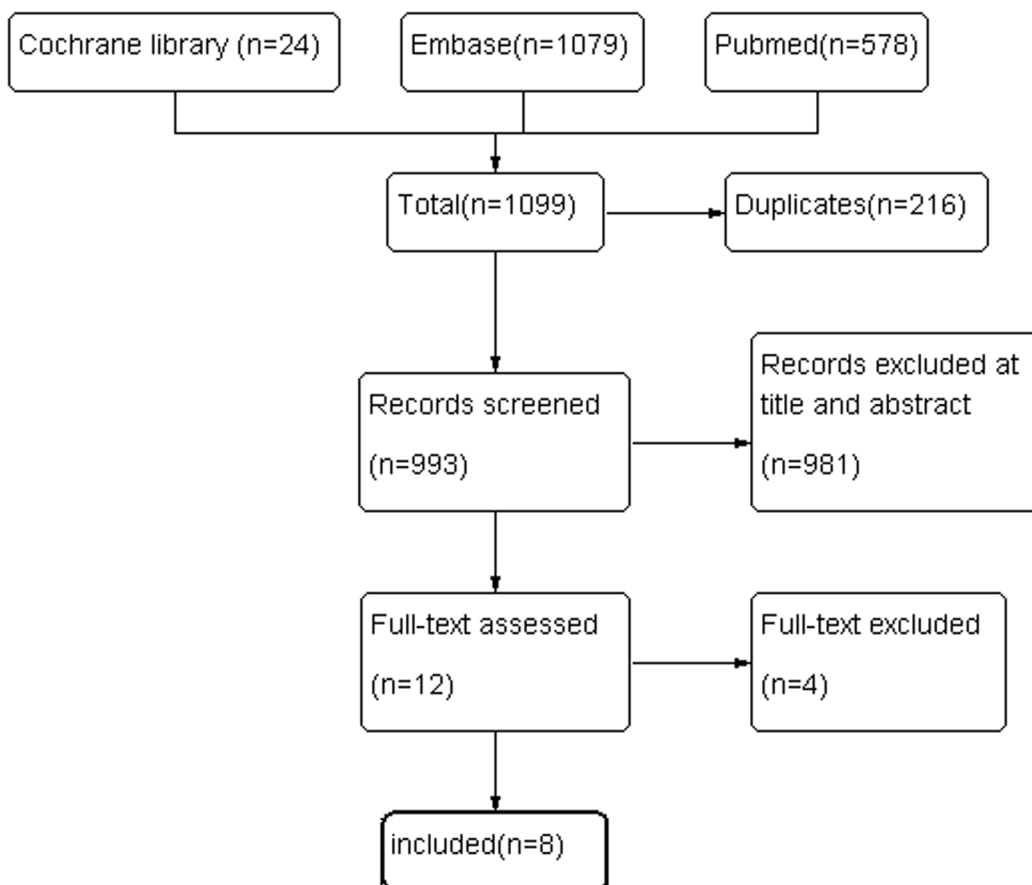 Cochrane library (n=24)
Embase(n=1079)
Pubmed(n=578)
Total(n=1099)
Duplicates(n=216)
Records screened
(n=993)
Records excluded at
title and abstract
(n=981)
Full-text assessed
(n=12)
Full-text excluded
(n=4)
included(n=8)